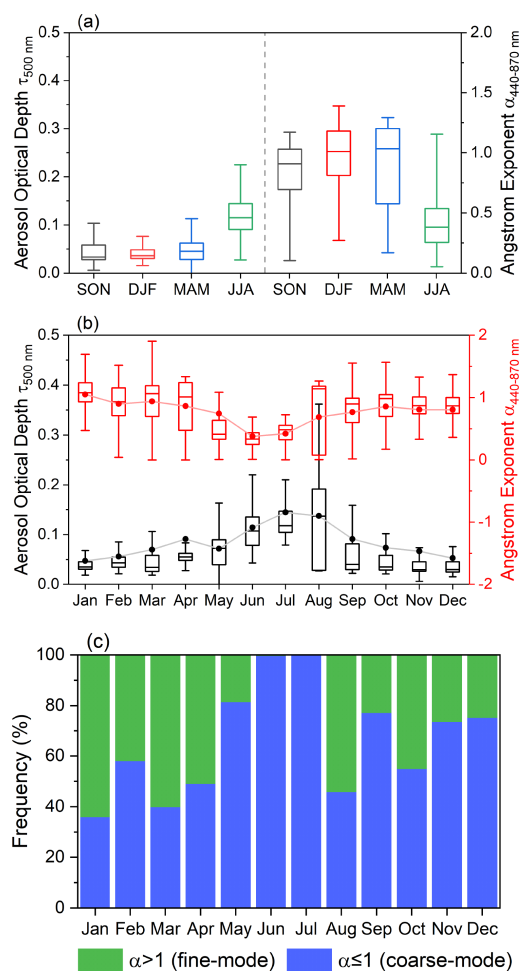 (a)
Aerosol Optical Depth τ500 nm
Angstrom Exponent α440-870 nm
0.5
0.4
0.3
0.2
0.1
0.0
2.0
1.5
1.0
0.5
0.0
SON DJF MAM JJA SON DJF MAM JJA
(b)
Aerosol Optical Depth τ500 nm
Angstrom Exponent α440-870 nm
0.5
0.4
0.3
0.2
0.1
0.0
2
1
0
-1
-2
Jan Feb Mar Apr May Jun Jul Aug Sep Oct Nov Dec
(c)
Frequency (%)
100
80
60
40
20
0
Jan Feb Mar Apr May Jun Jul Aug Sep Oct Nov Dec
α>1 (fine-mode) α≤1 (coarse-mode)